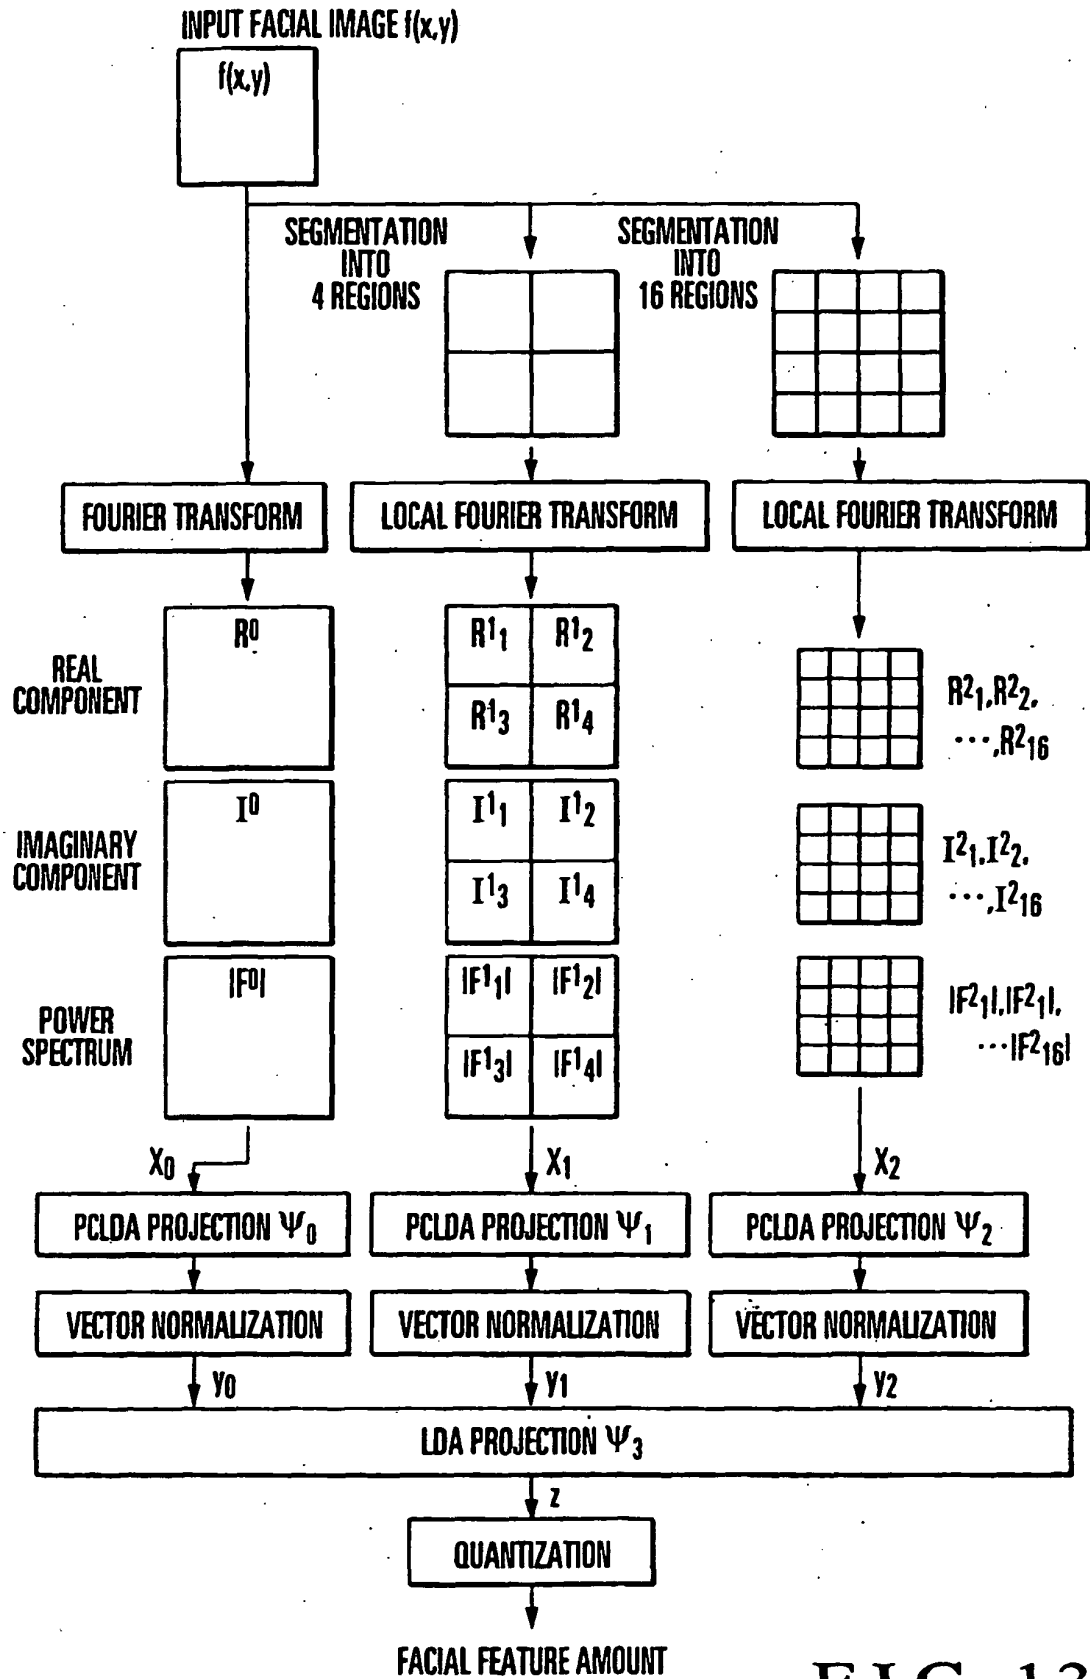 INPUT FACIAL IMAGE f(x,y)
f(x,y)
SEGMENTATION
INTO
4 REGIONS
SEGMENTATION
INTO
16 REGIONS
FOURIER TRANSFORM
LOCAL FOURIER TRANSFORM
LOCAL FOURIER TRANSFORM
REAL
COMPONENT
R⁰
R¹₁ R¹₂
R¹₃ R¹₄
R²₁,R²₂,
···,R²₁₆
IMAGINARY
COMPONENT
I⁰
I¹₁ I¹₂
I¹₃ I¹₄
I²₁,I²₂,
···,I²₁₆
POWER
SPECTRUM
|F⁰|
|F¹₁| |F¹₂|
|F¹₃| |F¹₄|
|F²₁|,|F²₁|,
···|F²₁₆|
X₀ X₁ X₂
PCLDA PROJECTION Ψ₀
PCLDA PROJECTION Ψ₁
PCLDA PROJECTION Ψ₂
VECTOR NORMALIZATION
VECTOR NORMALIZATION
VECTOR NORMALIZATION
y₀ y₁ y₂
LDA PROJECTION Ψ₃
z
QUANTIZATION
FACIAL FEATURE AMOUNT
FIG. 13